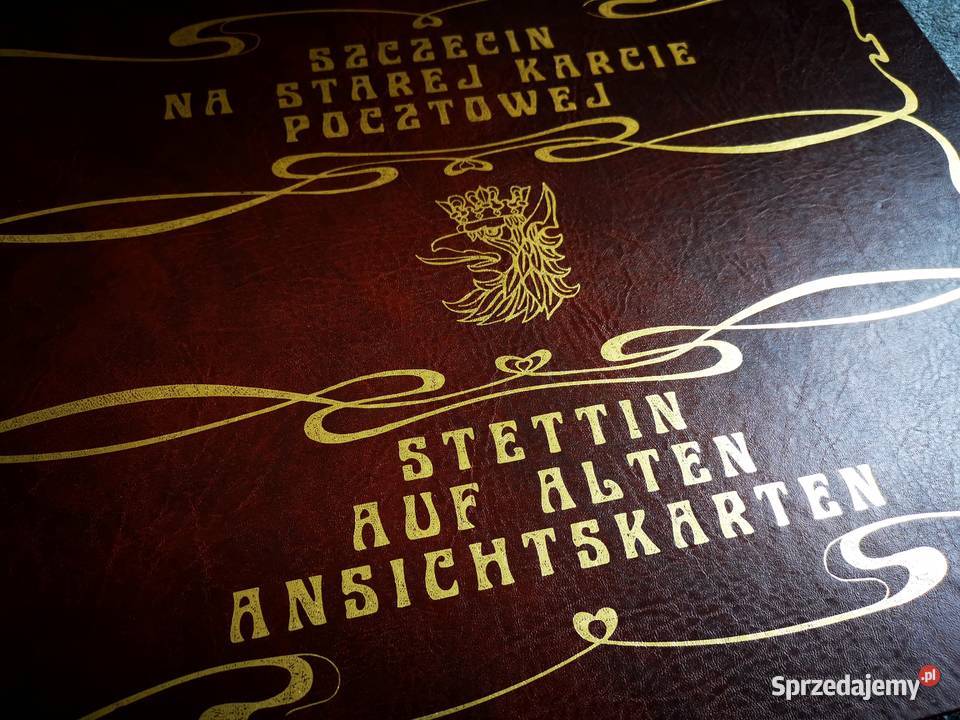 SZCZECIN
NA STAREJ KARCIE
POCZTOWEJ
STETTIN
AUF ALTEN
ANSICHTSKARTEN
Sprzedajemy.pl